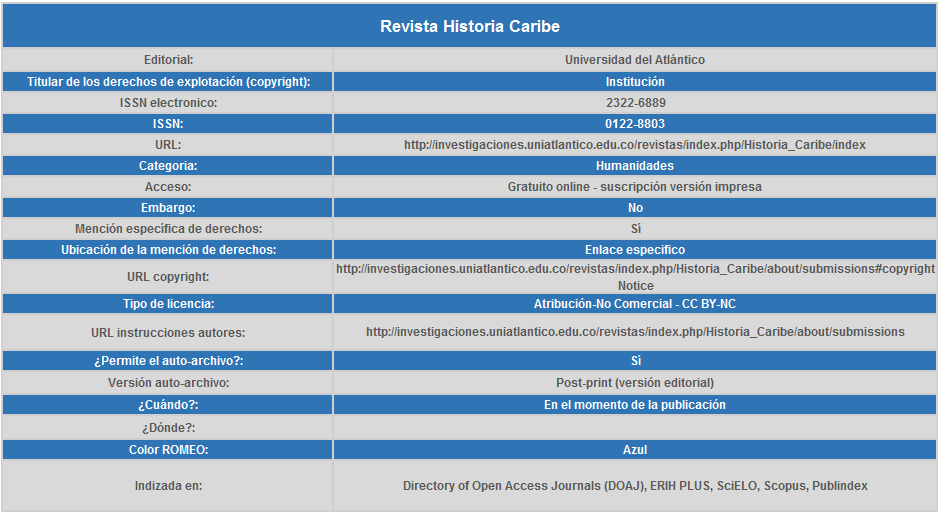 Revista Historia Caribe
Editorial: Universidad del Atlántico
Titular de los derechos de explotación (copyright): Institución
ISSN electronico: 2322-6889
ISSN: 0122-8803
URL: http://investigaciones.uniatlantico.edu.co/revistas/index.php/Historia_Caribe/index
Categoria: Humanidades
Acceso: Gratuito online - suscripción versión impresa
Embargo: No
Mención específica de derechos: Sí
Ubicación de la mención de derechos: Enlace especifico
URL copyright: http://investigaciones.uniatlantico.edu.co/revistas/index.php/Historia_Caribe/about/submissions#copyright
Notice
Tipo de licencia: Atribución-No Comercial - CC BY-NC
URL instrucciones autores: http://investigaciones.uniatlantico.edu.co/revistas/index.php/Historia_Caribe/about/submissions
¿Permite el auto-archivo?: Sí
Versión auto-archivo: Post-print (versión editorial)
¿Cuándo?: En el momento de la publicación
¿Dónde?:
Color ROMEO: Azul
Indizada en: Directory of Open Access Journals (DOAJ), ERIH PLUS, SciELO, Scopus, Publindex